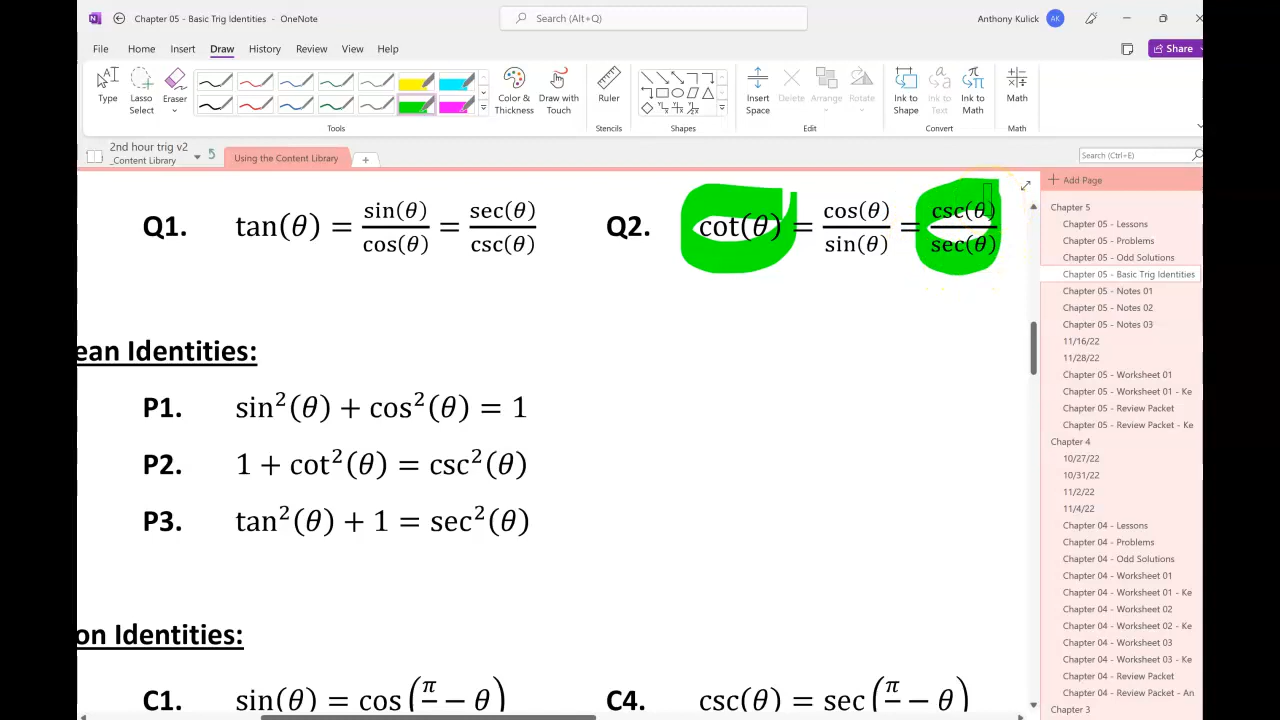 Chapter 05 - Basic Trig Identities - OneNote
Search (Alt+Q)
Anthony Kulick AK
File Home Insert Draw History Review View Help
Share
Type
Lasso Select
Eraser
Color & Thickness
Draw with Touch
Ruler
Insert Space
Delete
Arrange
Rotate
Ink to Shape
Ink to Text
Ink to Math
Math
Tools Stencils Shapes Edit Convert Math
2nd hour trig v2
_Content Library
Using the Content Library
Search (Ctrl+E)
Q1. tan(θ) = sin(θ)/cos(θ) = sec(θ)/csc(θ)
Q2. cot(θ) = cos(θ)/sin(θ) = csc(θ)/sec(θ)
ean Identities:
P1. sin²(θ) + cos²(θ) = 1
P2. 1 + cot²(θ) = csc²(θ)
P3. tan²(θ) + 1 = sec²(θ)
on Identities:
C1. sin(θ) = cos(π/ − θ)
C4. csc(θ) = sec(π/ − θ)
Add Page
Chapter 5
Chapter 05 - Lessons
Chapter 05 - Problems
Chapter 05 - Odd Solutions
Chapter 05 - Basic Trig Identities
Chapter 05 - Notes 01
Chapter 05 - Notes 02
Chapter 05 - Notes 03
11/16/22
11/28/22
Chapter 05 - Worksheet 01
Chapter 05 - Worksheet 01 - Ke
Chapter 05 - Review Packet
Chapter 05 - Review Packet - Ke
Chapter 4
10/27/22
10/31/22
11/2/22
11/4/22
Chapter 04 - Lessons
Chapter 04 - Problems
Chapter 04 - Odd Solutions
Chapter 04 - Worksheet 01
Chapter 04 - Worksheet 01 - Ke
Chapter 04 - Worksheet 02
Chapter 04 - Worksheet 02 - Ke
Chapter 04 - Worksheet 03
Chapter 04 - Worksheet 03 - Ke
Chapter 04 - Review Packet
Chapter 04 - Review Packet - An
Chapter 3